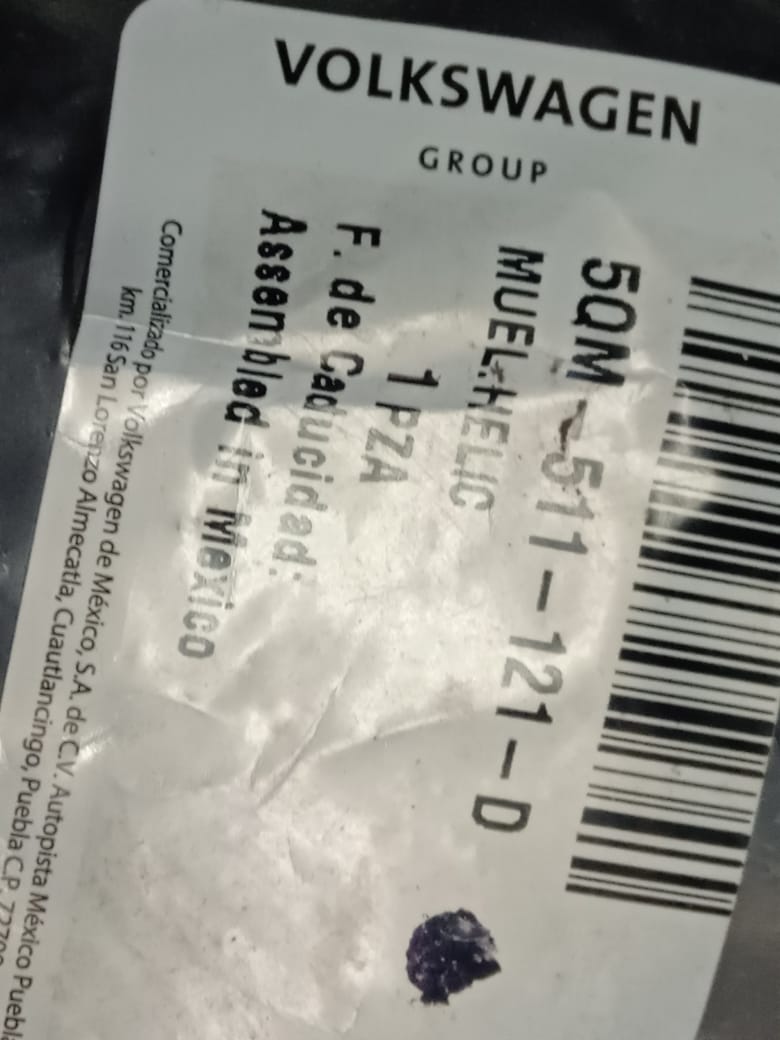 VOLKSWAGEN
GROUP
5QM-511-121-D
MUEL.HELIC
1 PZA
F. de Caducidad:
Assembled in Mexico
Comercializado por Volkswagen de México, S.A. de C.V. Autopista México Puebla
km. 116 San Lorenzo Almecatla, Cuautlancingo, Puebla C.P.